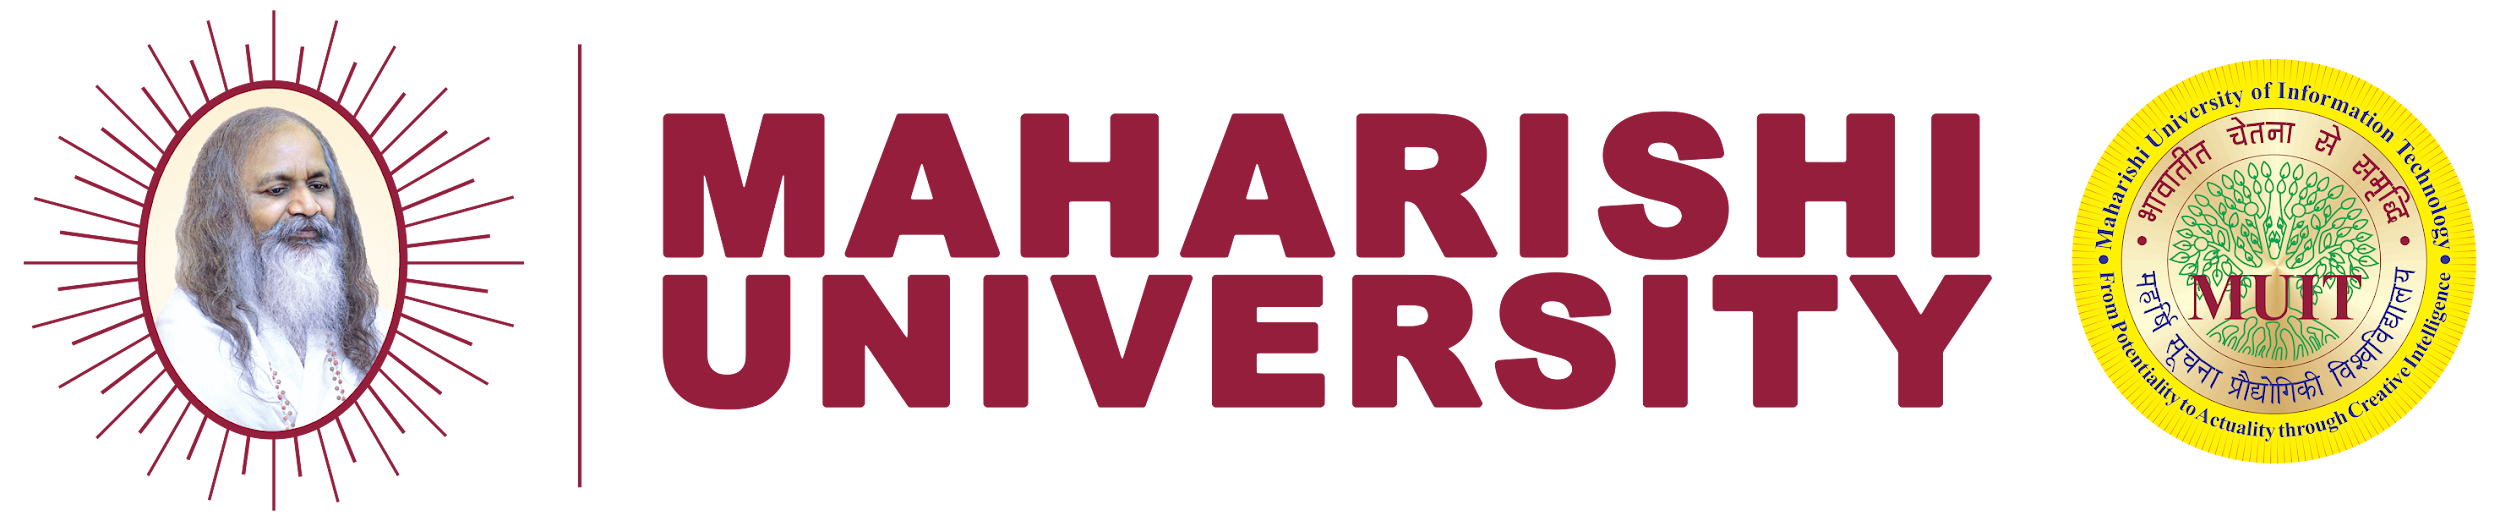 MAHARISHI
UNIVERSITY
Maharishi University of Information Technology
भावातीत चेतना से समृद्धि
MUIT
महर्षि सूचना प्रौद्योगिकी विश्वविद्यालय
From Potentiality to Actuality through Creative Intelligence